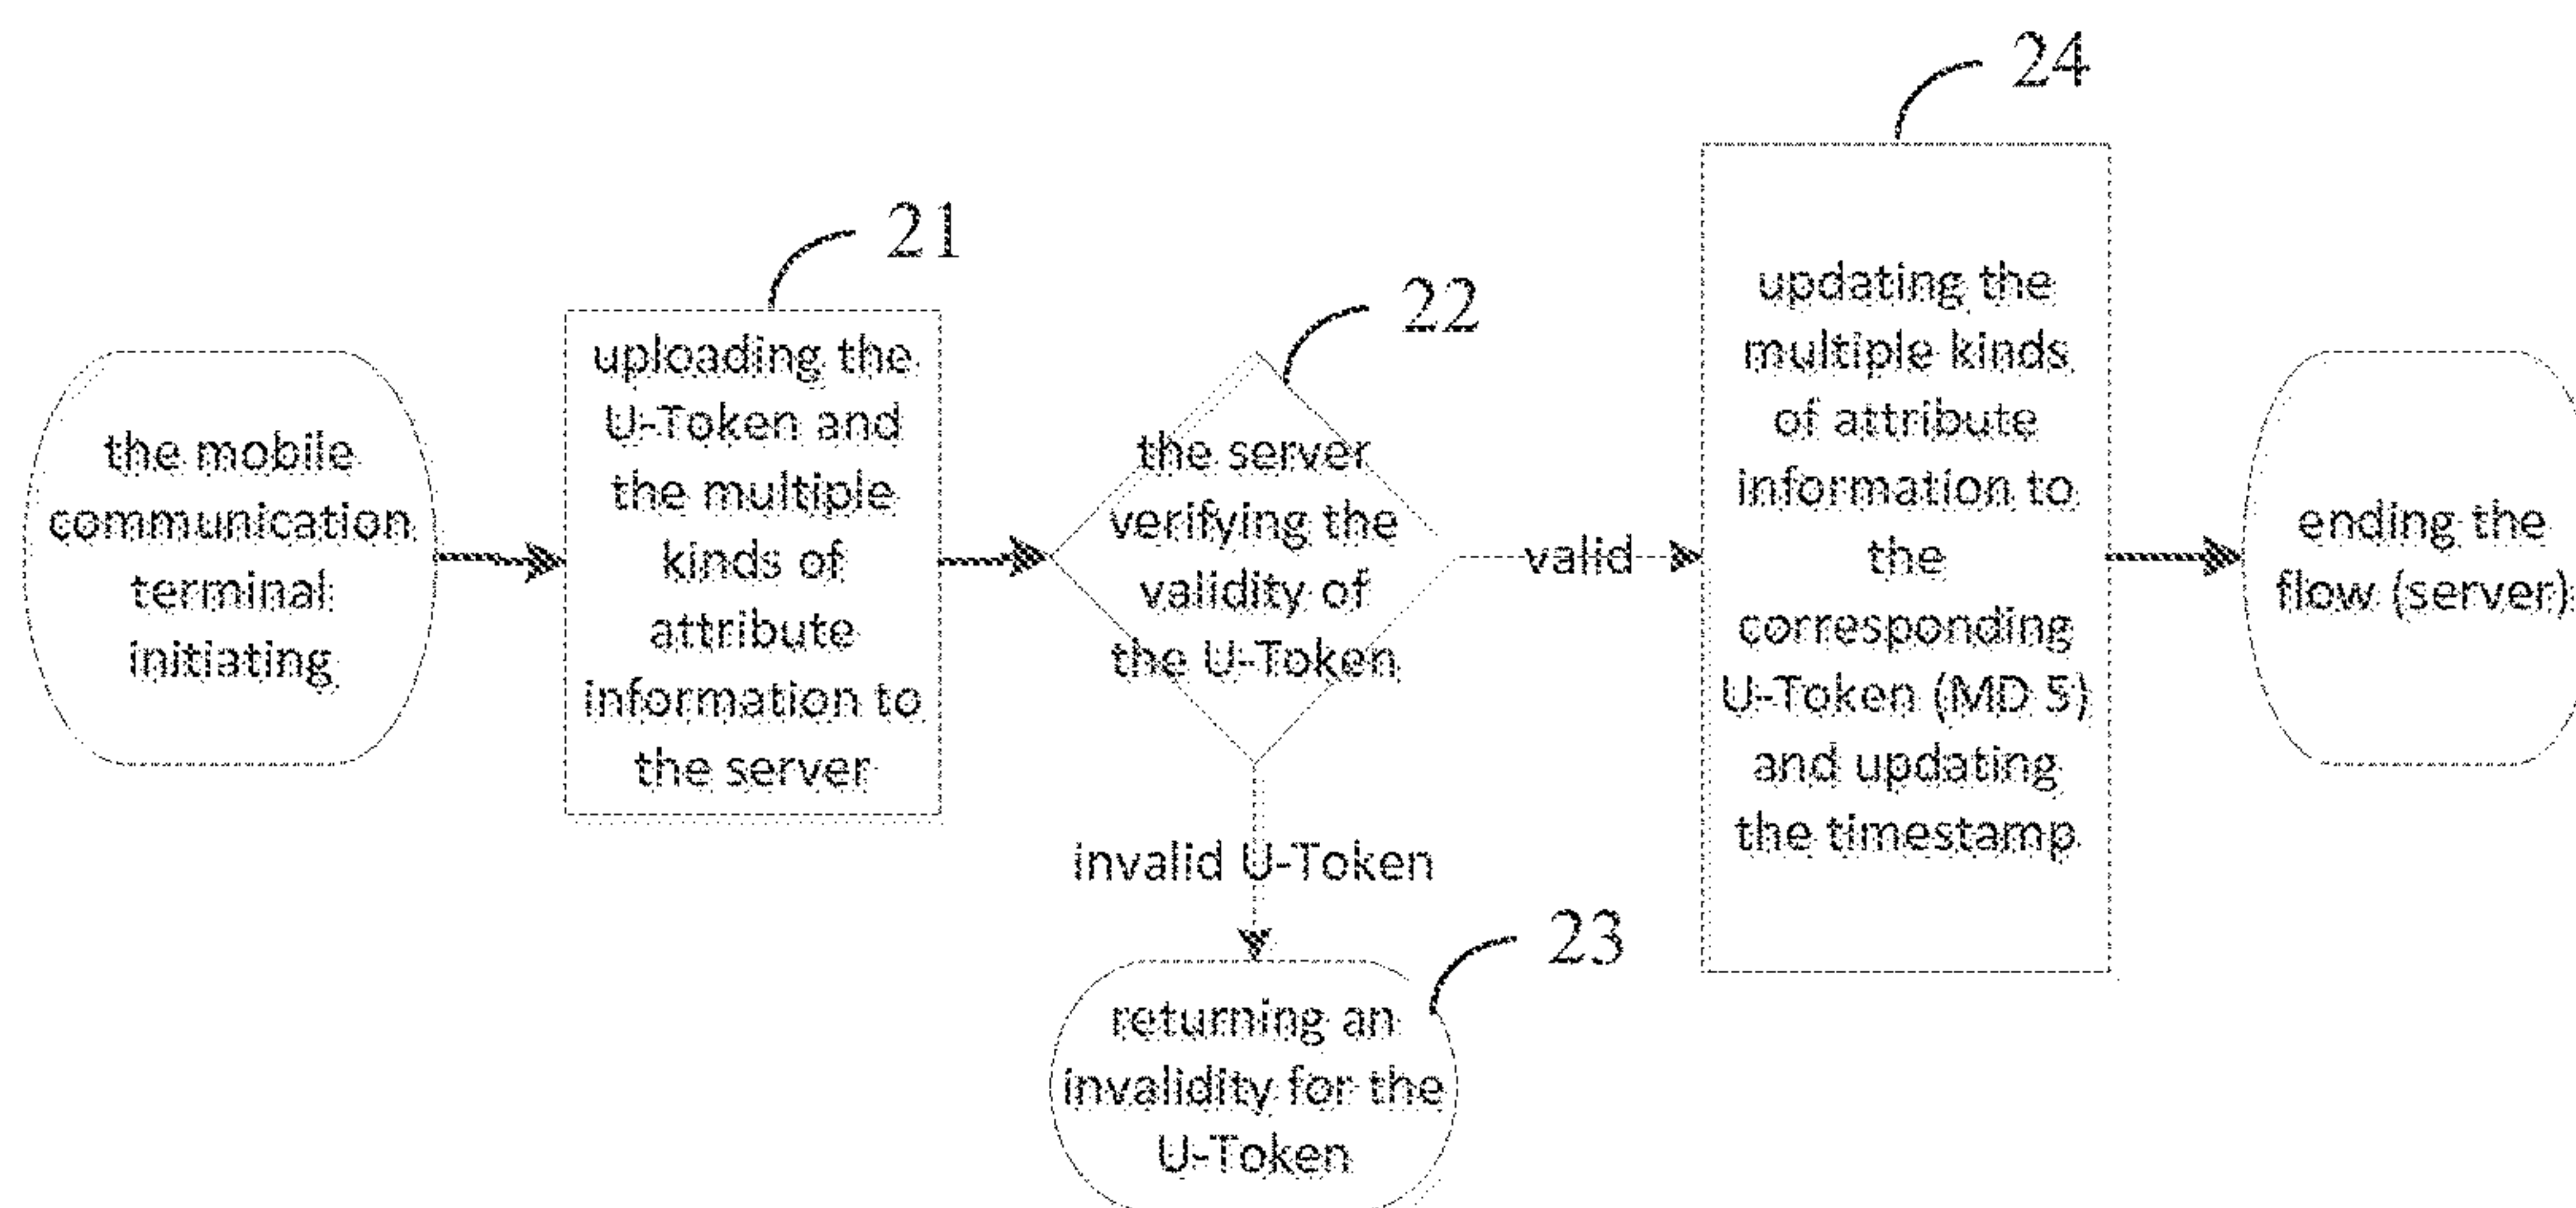 the mobile
communication
terminal
initiating
21
uploading the
U-Token and
the multiple
kinds of
attribute
information to
the server
22
the server
verifying the
validity of
the U-Token
valid
invalid U-Token
23
returning an
invalidity for the
U-Token
24
updating the
multiple kinds
of attribute
information to
the
corresponding
U-Token (MD 5)
and updating
the timestamp
ending the
flow (server)